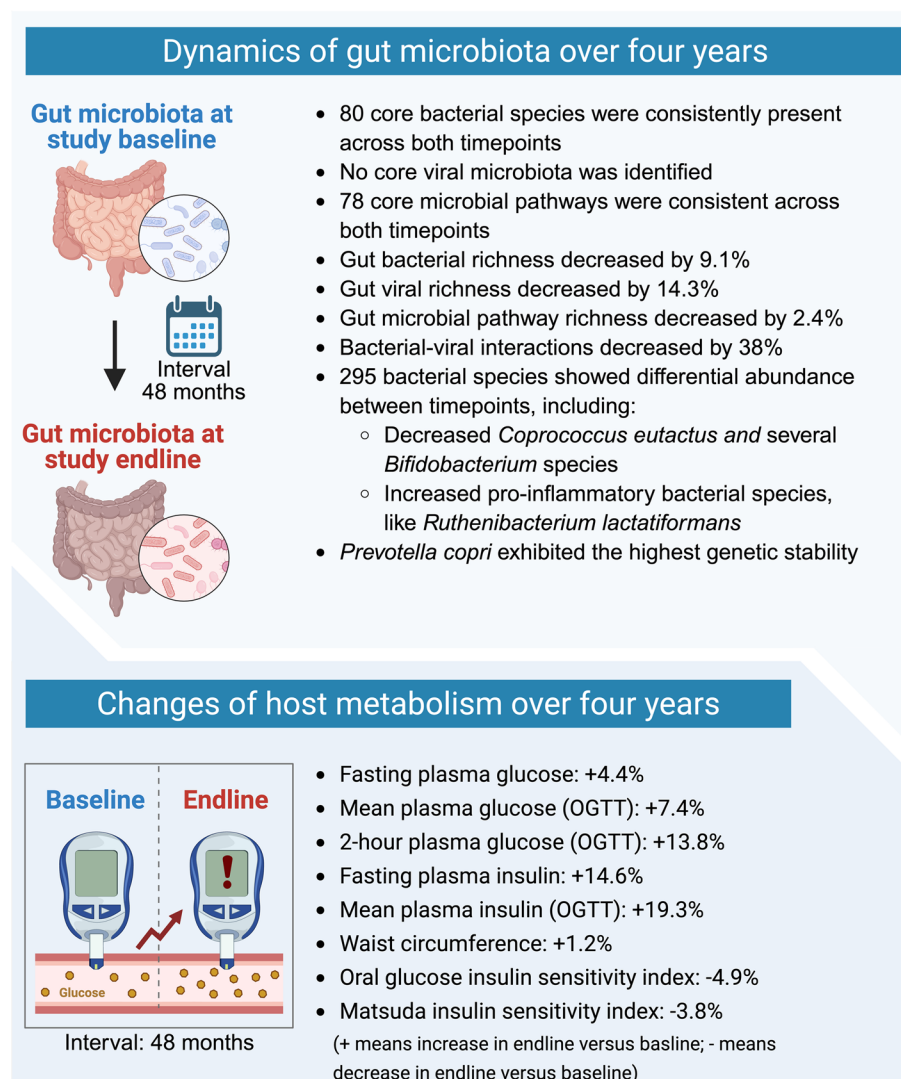 Dynamics of gut microbiota over four years
Gut microbiota at
study baseline
Interval
48 months
Gut microbiota at
study endline
• 80 core bacterial species were consistently present
across both timepoints
• No core viral microbiota was identified
• 78 core microbial pathways were consistent across
both timepoints
• Gut bacterial richness decreased by 9.1%
• Gut viral richness decreased by 14.3%
• Gut microbial pathway richness decreased by 2.4%
• Bacterial-viral interactions decreased by 38%
• 295 bacterial species showed differential abundance
between timepoints, including:
○ Decreased Coprococcus eutactus and several
Bifidobacterium species
○ Increased pro-inflammatory bacterial species,
like Ruthenibacterium lactatiformans
• Prevotella copri exhibited the highest genetic stability
Changes of host metabolism over four years
Baseline
Endline
!
Glucose
Interval: 48 months
• Fasting plasma glucose: +4.4%
• Mean plasma glucose (OGTT): +7.4%
• 2-hour plasma glucose (OGTT): +13.8%
• Fasting plasma insulin: +14.6%
• Mean plasma insulin (OGTT): +19.3%
• Waist circumference: +1.2%
• Oral glucose insulin sensitivity index: -4.9%
• Matsuda insulin sensitivity index: -3.8%
(+ means increase in endline versus basline; - means
decrease in endline versus baseline)